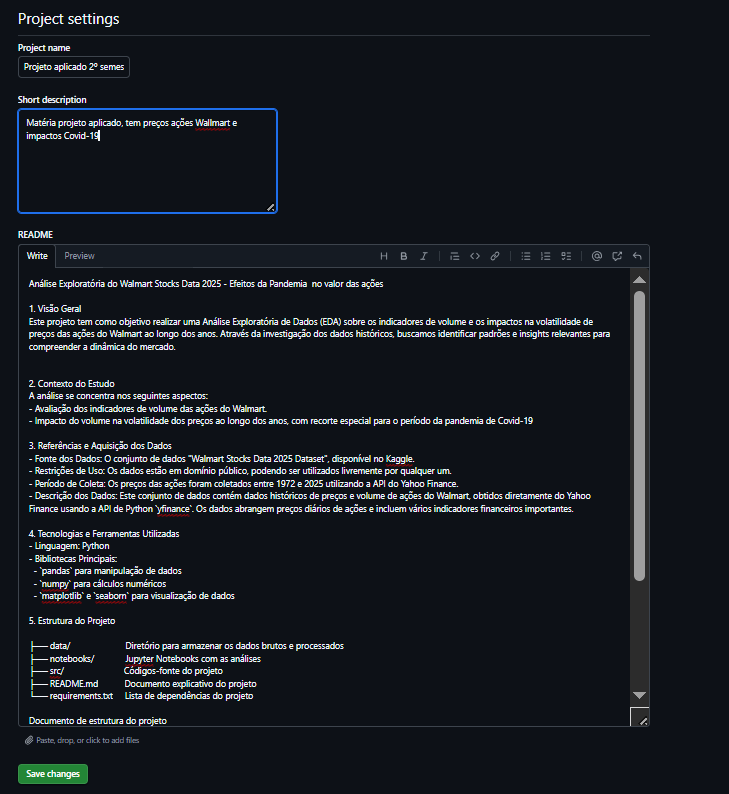 Project settings
Project name
Projeto aplicado 2º semes
Short description
Matéria projeto aplicado, tem preços ações Wallmart e
impactos Covid-19
README
Write Preview
Análise Exploratória do Walmart Stocks Data 2025 - Efeitos da Pandemia  no valor das ações
1. Visão Geral
Este projeto tem como objetivo realizar uma Análise Exploratória de Dados (EDA) sobre os indicadores de volume e os impactos na volatilidade de
preços das ações do Walmart ao longo dos anos. Através da investigação dos dados históricos, buscamos identificar padrões e insights relevantes para
compreender a dinâmica do mercado.
2. Contexto do Estudo
A análise se concentra nos seguintes aspectos:
- Avaliação dos indicadores de volume das ações do Walmart.
- Impacto do volume na volatilidade dos preços ao longo dos anos, com recorte especial para o período da pandemia de Covid-19
3. Referências e Aquisição dos Dados
- Fonte dos Dados: O conjunto de dados "Walmart Stocks Data 2025 Dataset", disponível no Kaggle.
- Restrições de Uso: Os dados estão em domínio público, podendo ser utilizados livremente por qualquer um.
- Período de Coleta: Os preços das ações foram coletados entre 1972 e 2025 utilizando a API do Yahoo Finance.
- Descrição dos Dados: Este conjunto de dados contém dados históricos de preços e volume de ações do Walmart, obtidos diretamente do Yahoo
Finance usando a API de Python `yfinance`. Os dados abrangem preços diários de ações e incluem vários indicadores financeiros importantes.
4. Tecnologias e Ferramentas Utilizadas
- Linguagem: Python
- Bibliotecas Principais:
- `pandas` para manipulação de dados
- `numpy` para cálculos numéricos
- `matplotlib` e `seaborn` para visualização de dados
5. Estrutura do Projeto
├── data/ Diretório para armazenar os dados brutos e processados
├── notebooks/ Jupyter Notebooks com as análises
├── src/ Códigos-fonte do projeto
├── README.md Documento explicativo do projeto
└── requirements.txt Lista de dependências do projeto
Documento de estrutura do projeto
Paste, drop, or click to add files
Save changes